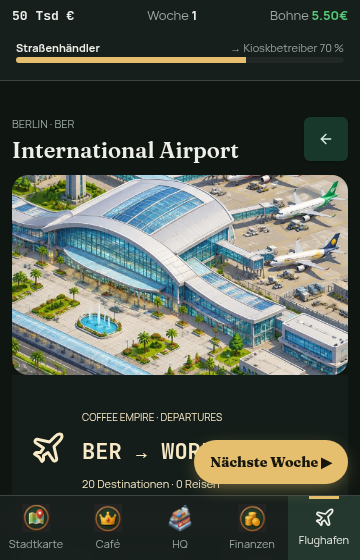 50 Tsd €
Woche 1
Bohne 5.50€
Straßenhändler
→ Kioskbetreiber 70 %
BERLIN · BER
International Airport
COFFEE EMPIRE · DEPARTURES
BER → WOR
Nächste Woche ▶
20 Destinationen · 0 Reisen
Stadtkarte
Café
HQ
Finanzen
Flughafen